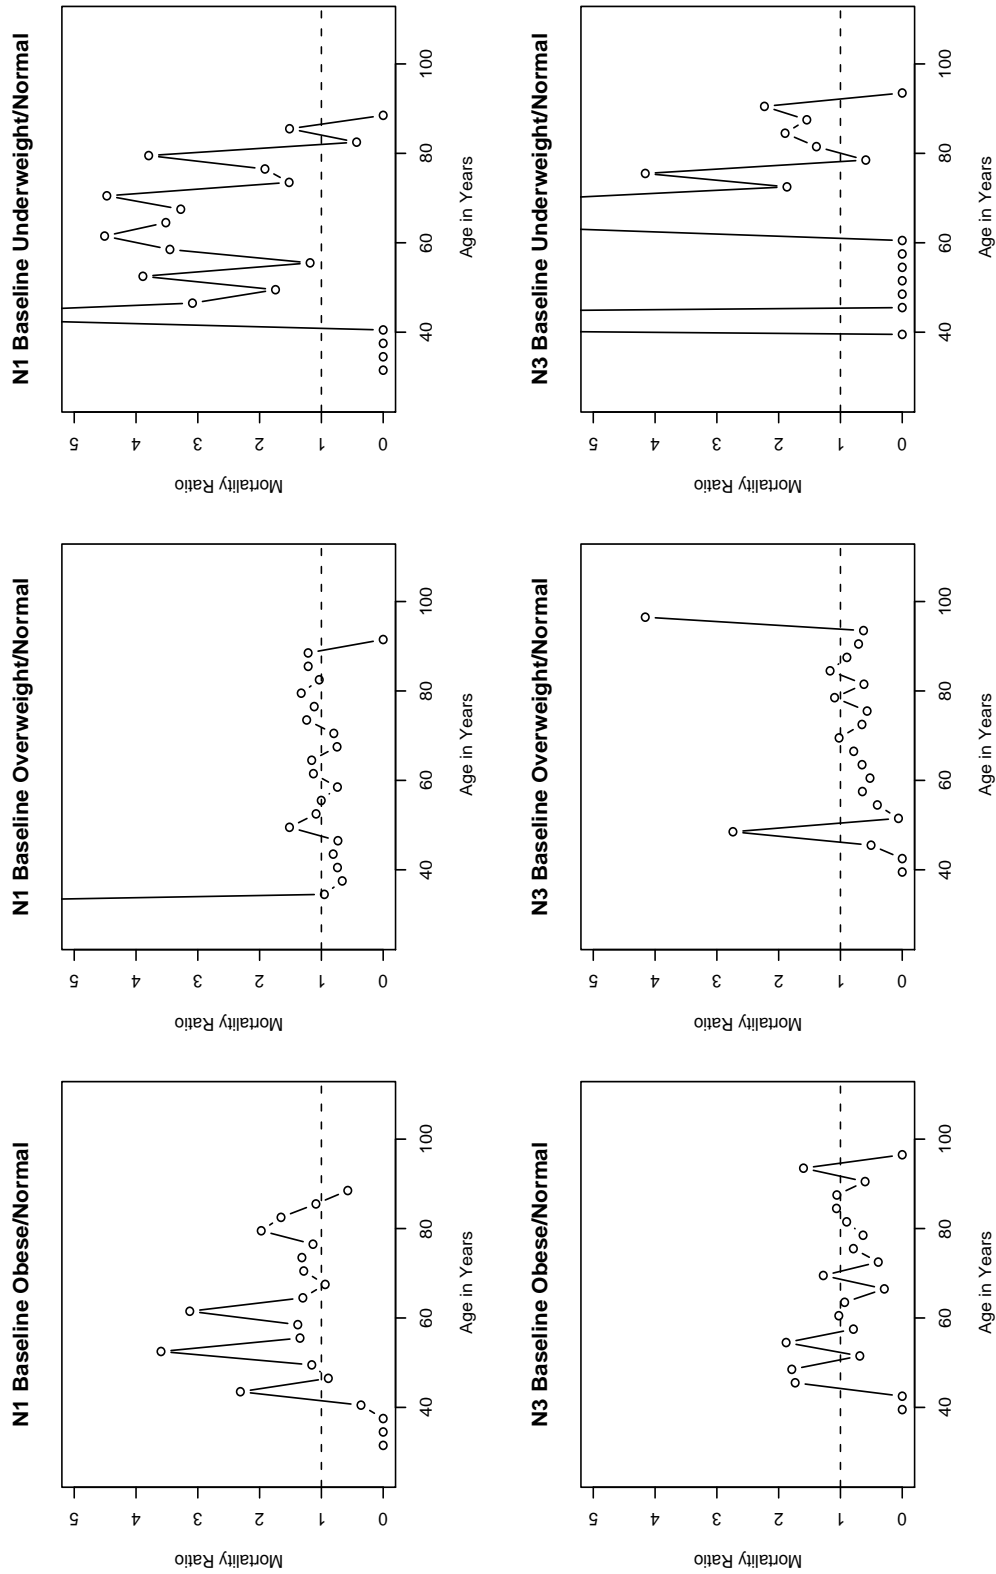 N1 Baseline Obese/Normal
Mortality Ratio
0 1 2 3 4 5
40 60 80 100
Age in Years
N1 Baseline Overweight/Normal
Mortality Ratio
0 1 2 3 4 5
40 60 80 100
Age in Years
N1 Baseline Underweight/Normal
Mortality Ratio
0 1 2 3 4 5
40 60 80 100
Age in Years
N3 Baseline Obese/Normal
Mortality Ratio
0 1 2 3 4 5
40 60 80 100
Age in Years
N3 Baseline Overweight/Normal
Mortality Ratio
0 1 2 3 4 5
40 60 80 100
Age in Years
N3 Baseline Underweight/Normal
Mortality Ratio
0 1 2 3 4 5
40 60 80 100
Age in Years